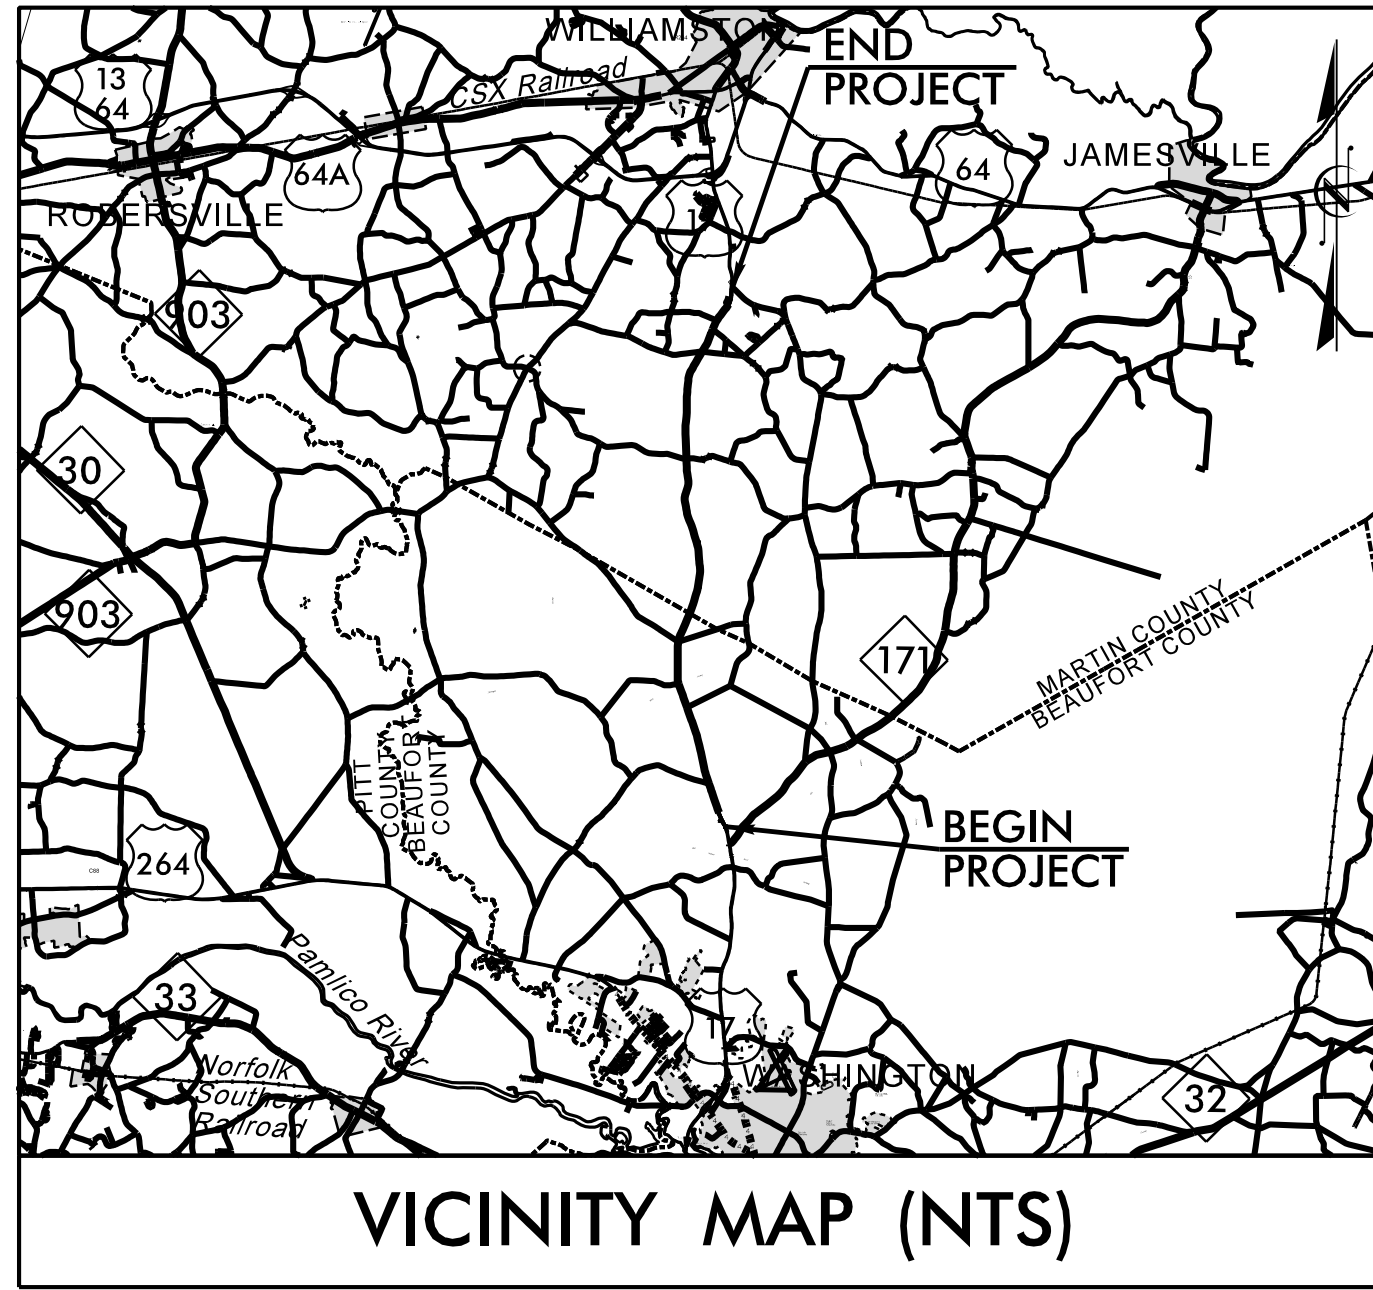 WILLIAMSTON
END
PROJECT
13
64
CSX Railroad
64A
64
JAMESVILLE
ROBERSVILLE
1
N
903
30
903
171
MARTIN COUNTY
BEAUFORT COUNTY
PITT
COUNTY
BEAUFORT
COUNTY
BEGIN
PROJECT
264
Pamlico River
33
17
Norfolk
Southern
Railroad
WASHINGTON
32
VICINITY MAP (NTS)